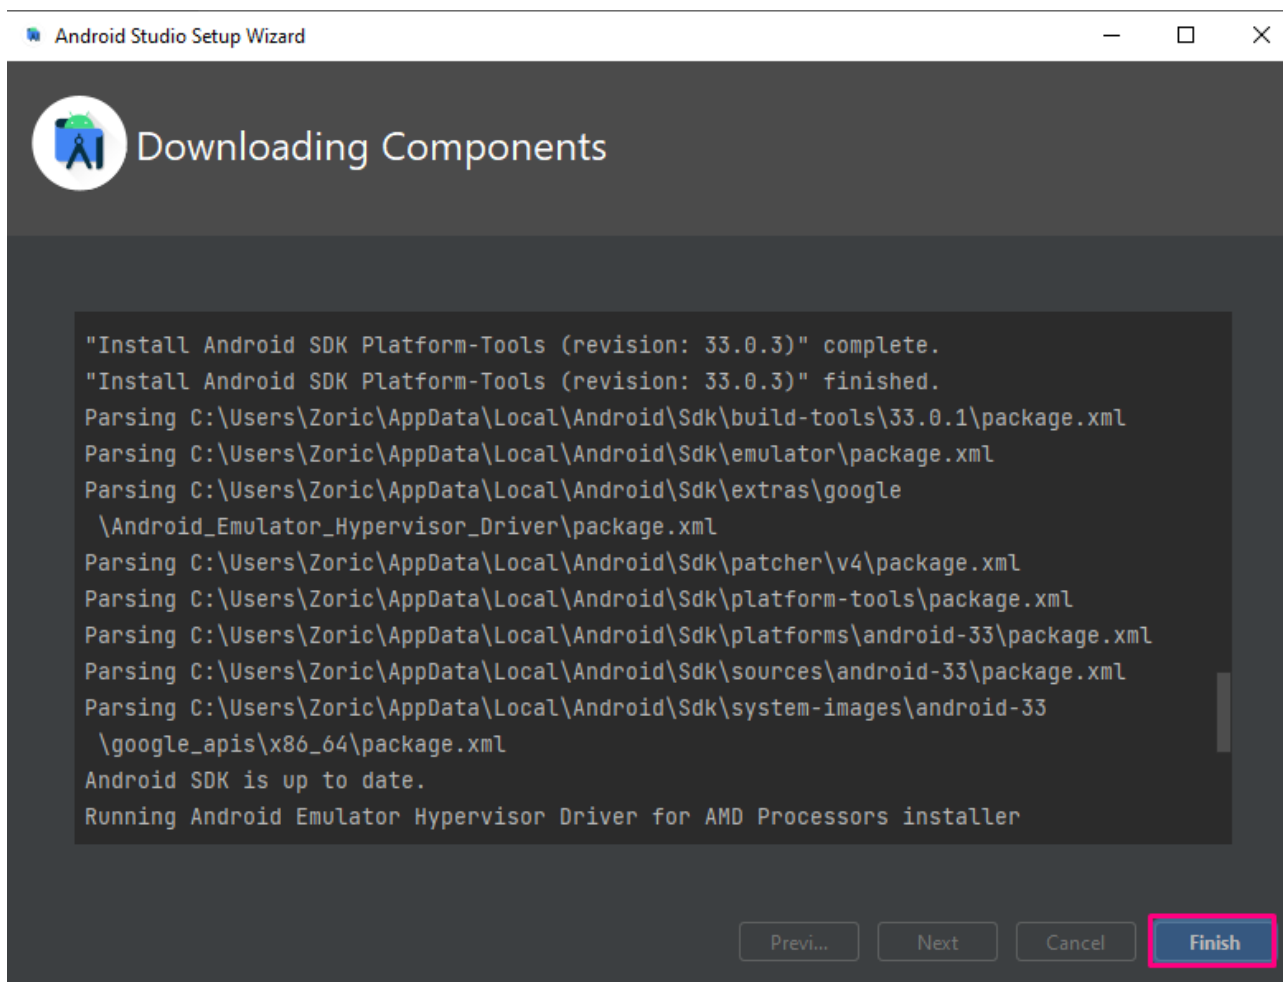 Android Studio Setup Wizard
Downloading Components
"Install Android SDK Platform-Tools (revision: 33.0.3)" complete.
"Install Android SDK Platform-Tools (revision: 33.0.3)" finished.
Parsing C:\Users\Zoric\AppData\Local\Android\Sdk\build-tools\33.0.1\package.xml
Parsing C:\Users\Zoric\AppData\Local\Android\Sdk\emulator\package.xml
Parsing C:\Users\Zoric\AppData\Local\Android\Sdk\extras\google
\Android_Emulator_Hypervisor_Driver\package.xml
Parsing C:\Users\Zoric\AppData\Local\Android\Sdk\patcher\v4\package.xml
Parsing C:\Users\Zoric\AppData\Local\Android\Sdk\platform-tools\package.xml
Parsing C:\Users\Zoric\AppData\Local\Android\Sdk\platforms\android-33\package.xml
Parsing C:\Users\Zoric\AppData\Local\Android\Sdk\sources\android-33\package.xml
Parsing C:\Users\Zoric\AppData\Local\Android\Sdk\system-images\android-33
\google_apis\x86_64\package.xml
Android SDK is up to date.
Running Android Emulator Hypervisor Driver for AMD Processors installer
Previ... Next Cancel Finish